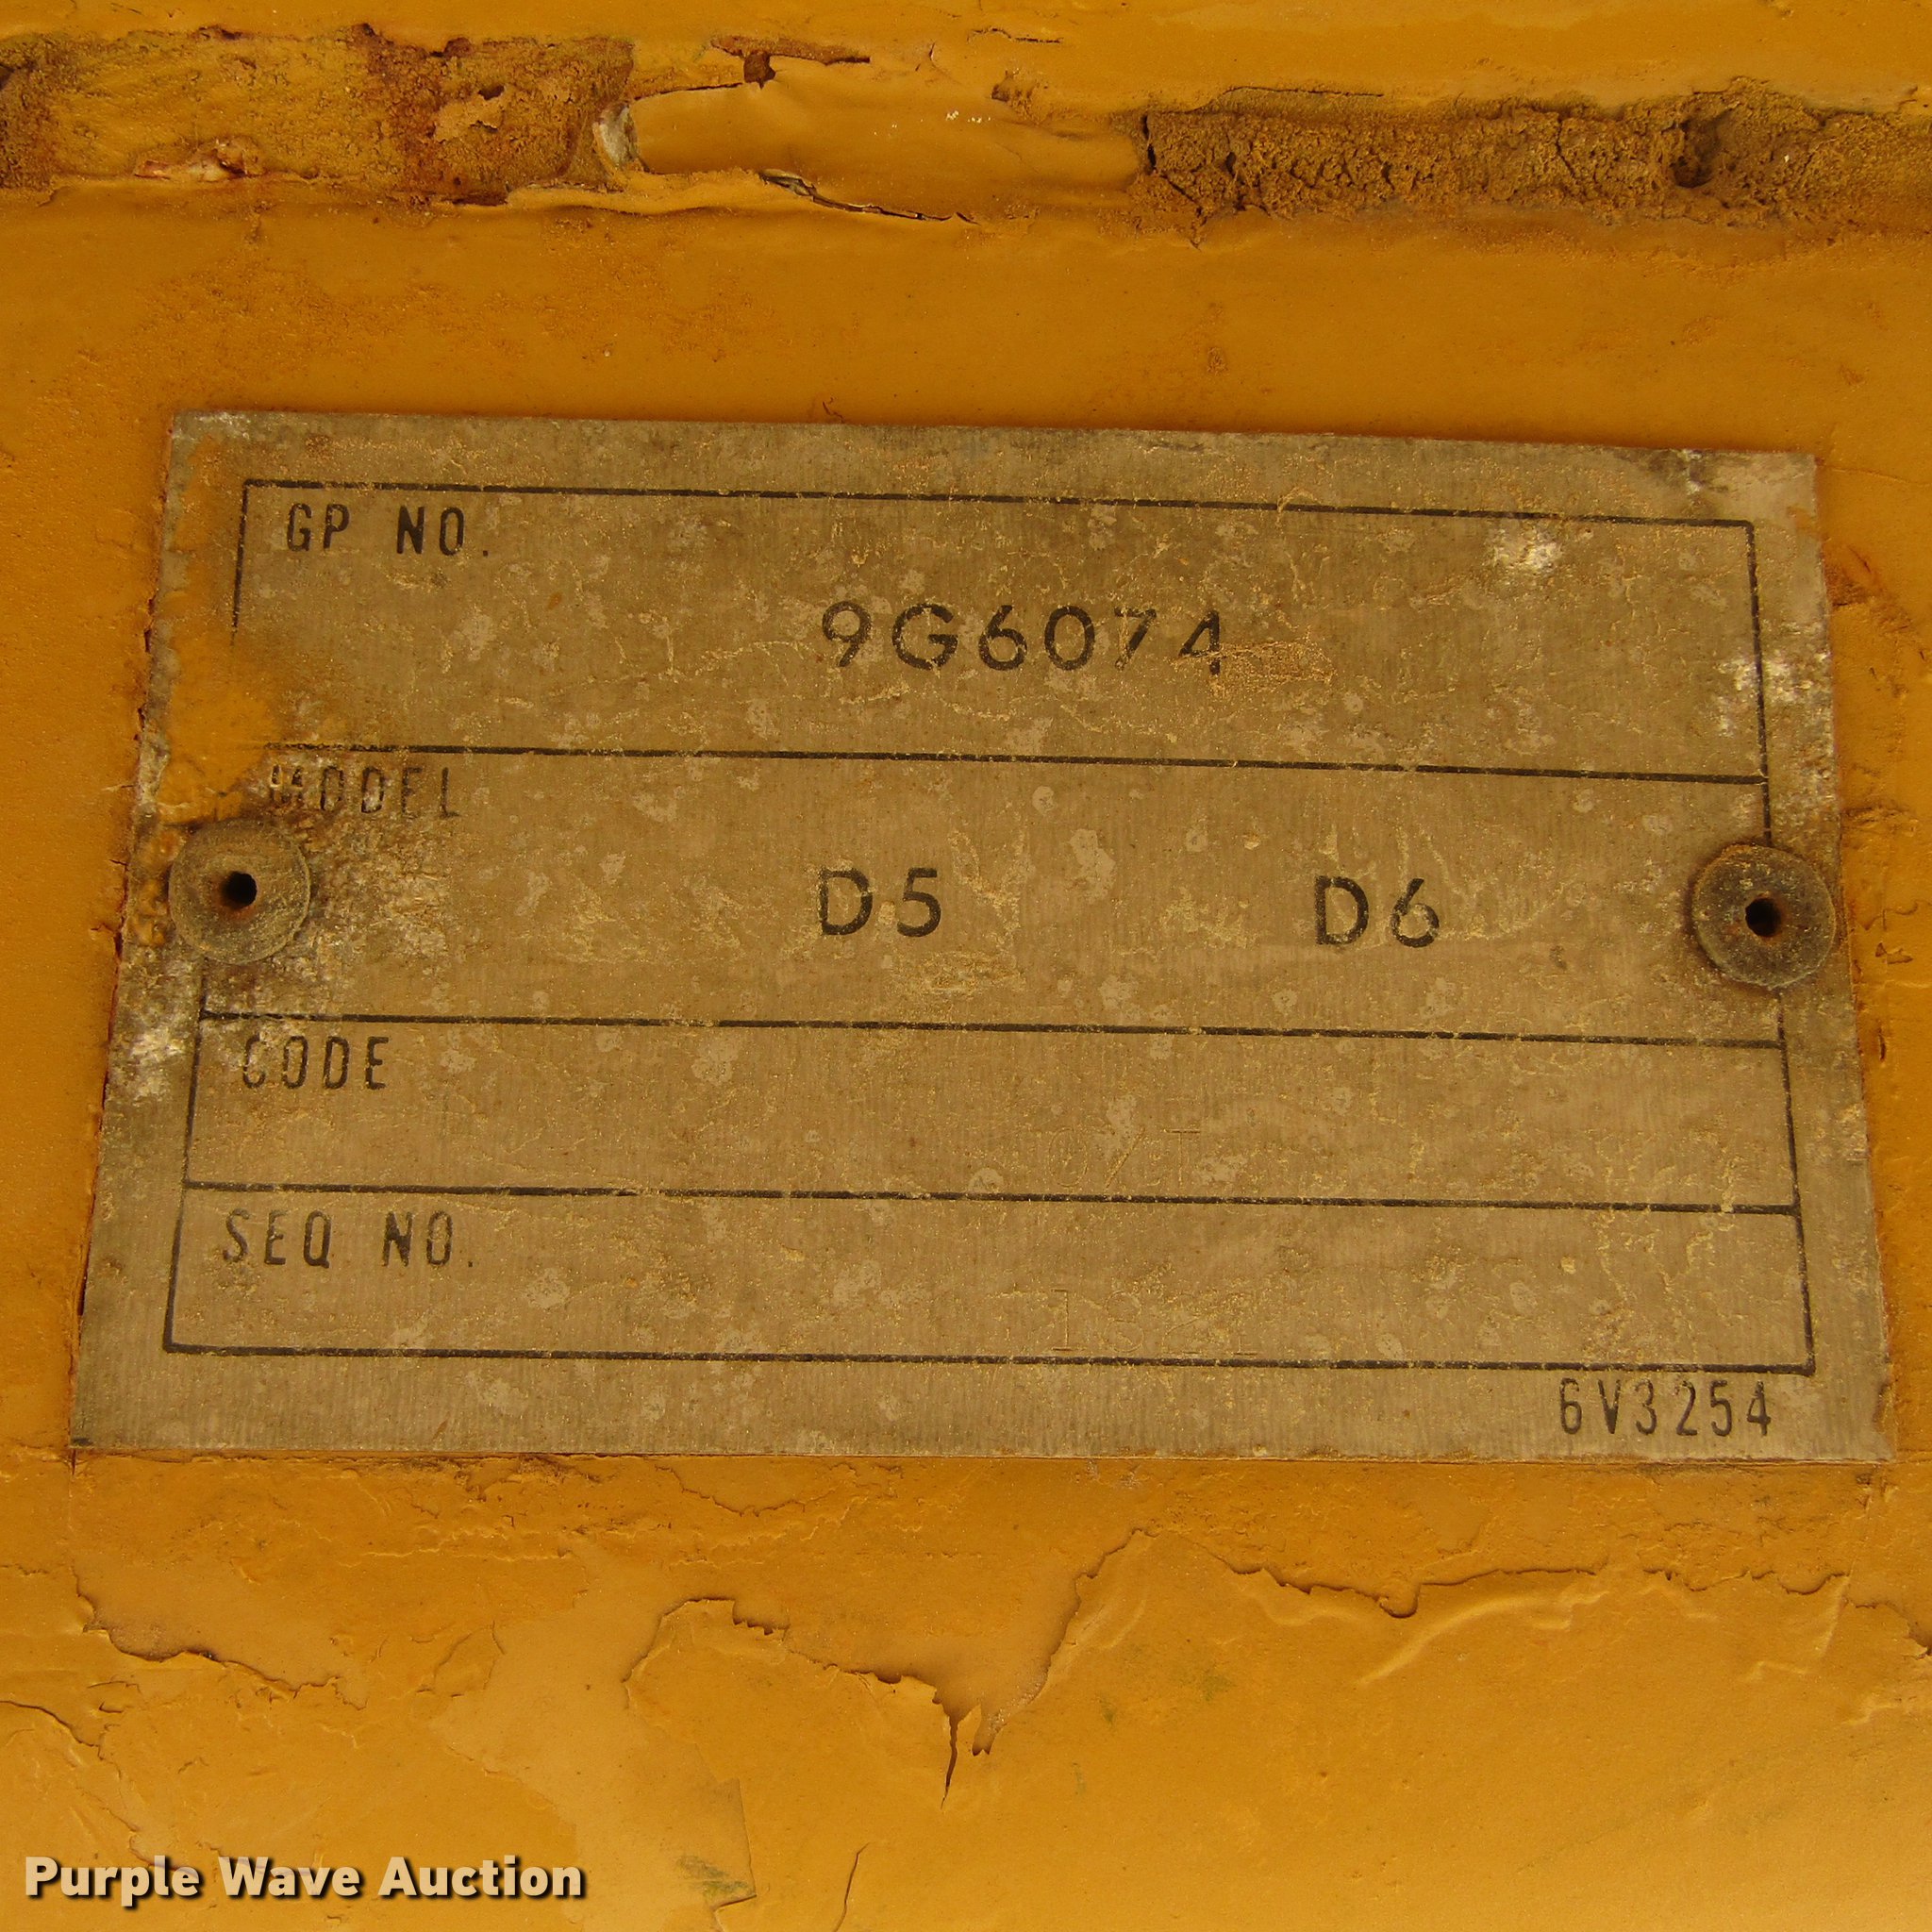 GP NO.
9G6074
MODEL
D5 D6
CODE
SEQ NO.
6V3254
Purple Wave Auction